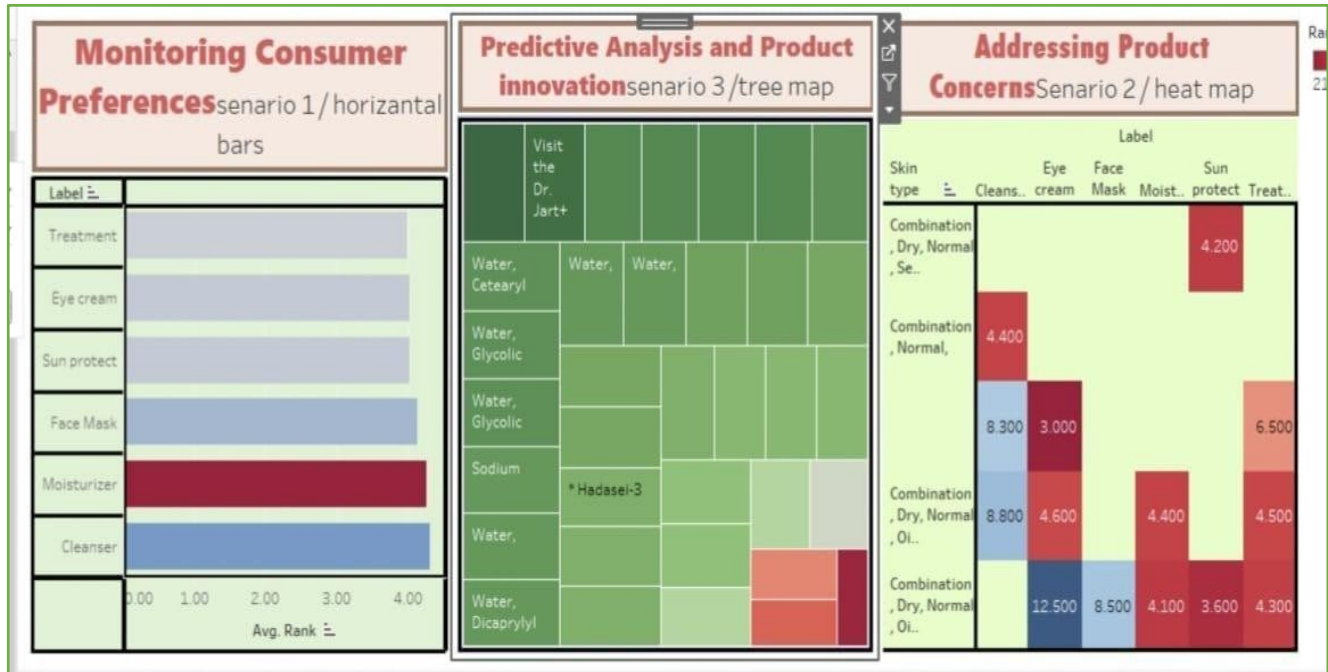 Monitoring Consumer
Preferencessenario 1/horizantal
bars
Label
Treatment
Eye cream
Sun protect
Face Mask
Moisturizer
Cleanser
0.00 1.00 2.00 3.00 4.00
Avg. Rank
Predictive Analysis and Product
innovationsenario 3/tree map
Visit
the
Dr.
Jart+
Water,
Cetearyl
Water,
Water,
Water,
Glycolic
Water,
Glycolic
Sodium
* Hadasei-3
Water,
Water,
Dicaprylyl
Addressing Product
ConcernsSenario 2/heat map
Label
Skin
type
Cleans..
Eye
cream
Face
Mask
Moist..
Sun
protect
Treat..
Combination
, Dry, Normal
, Se..
4.200
Combination
, Normal,
4.400
8.300 3.000 6.500
Combination
, Dry, Normal
, Oi..
8.800 4.600 4.400 4.500
Combination
, Dry, Normal
, Oi..
12.500 8.500 4.100 3.600 4.300